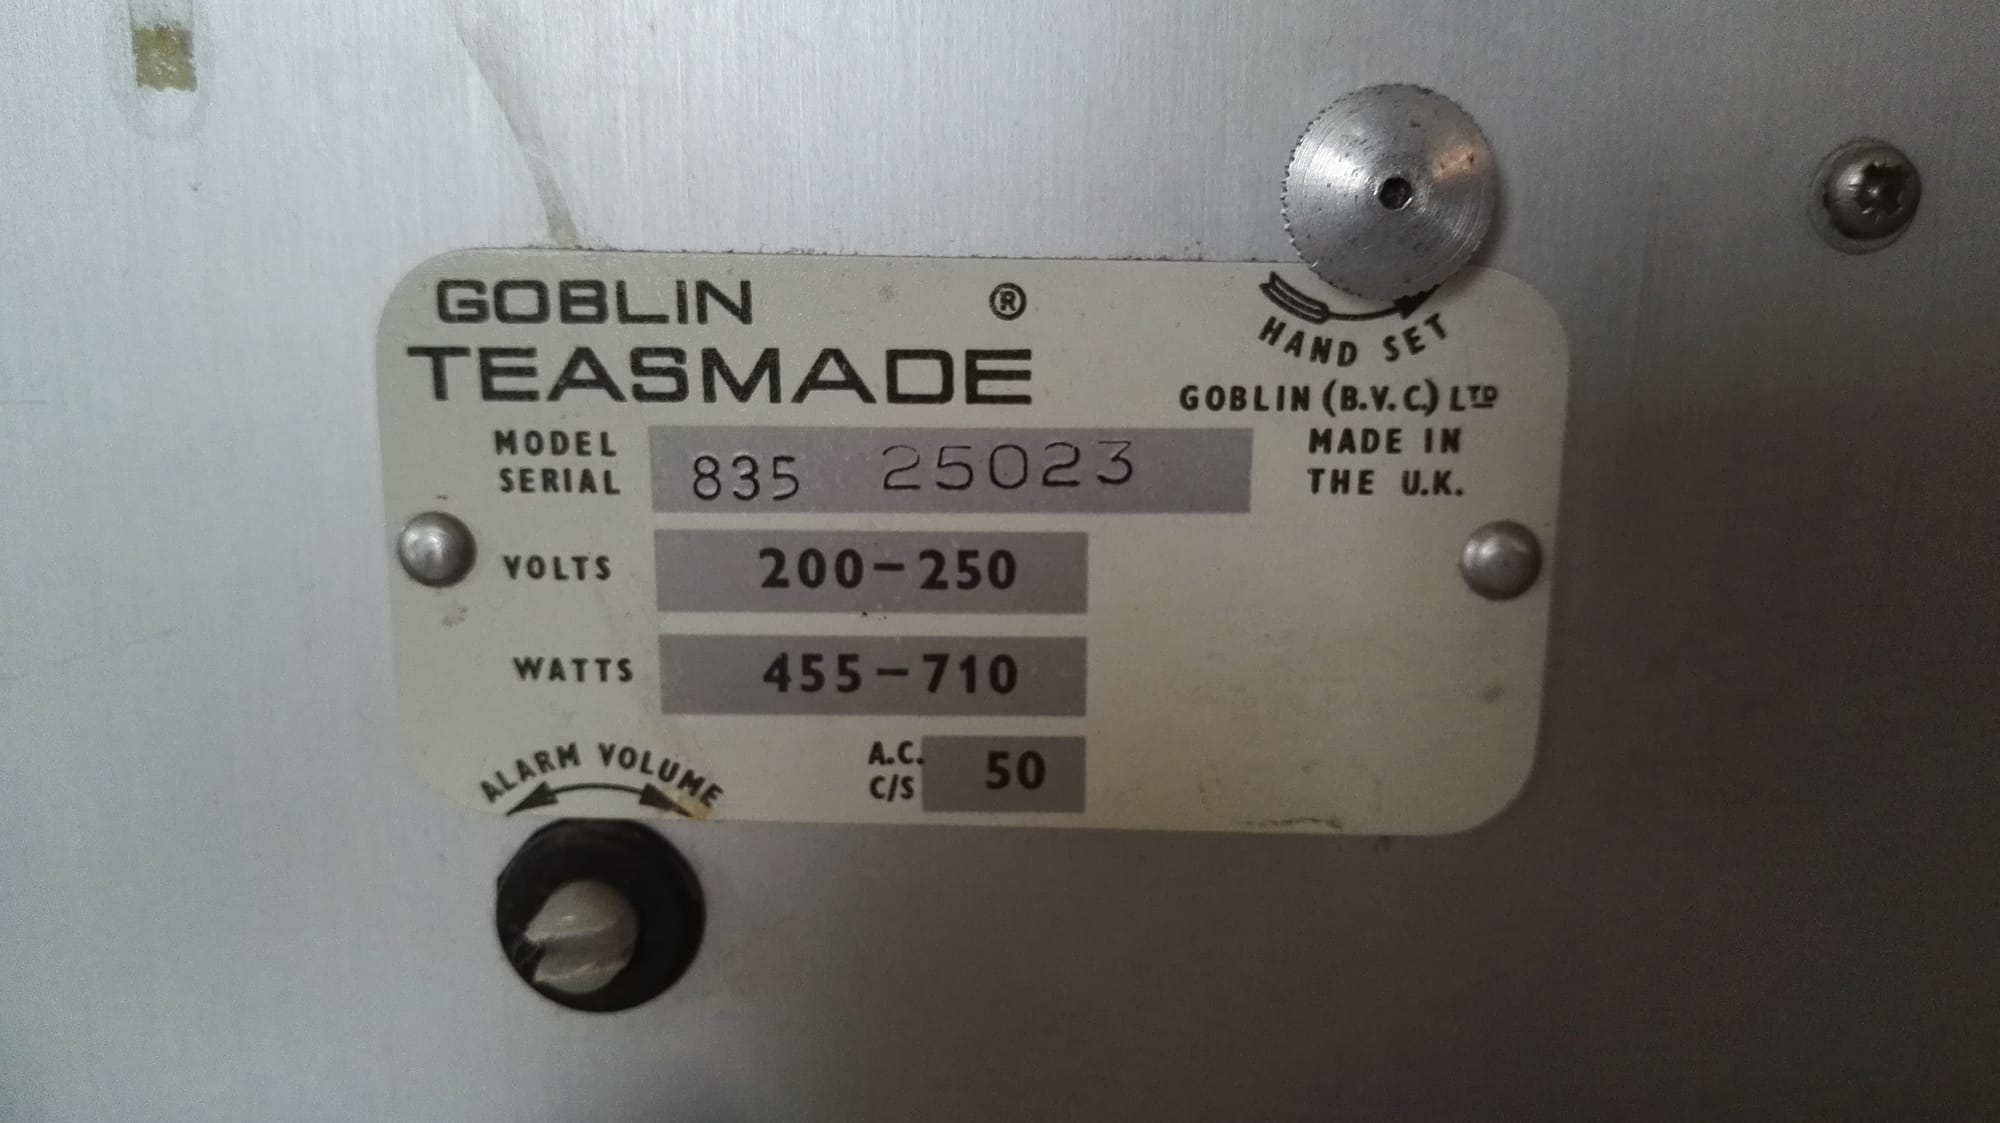 GOBLIN ®
TEASMADE
HAND SET
GOBLIN (B.V.C.) LTD
MADE IN
THE U.K.
MODEL
SERIAL
835 25023
VOLTS 200-250
WATTS 455-710
A.C.
C/S
50
ALARM VOLUME